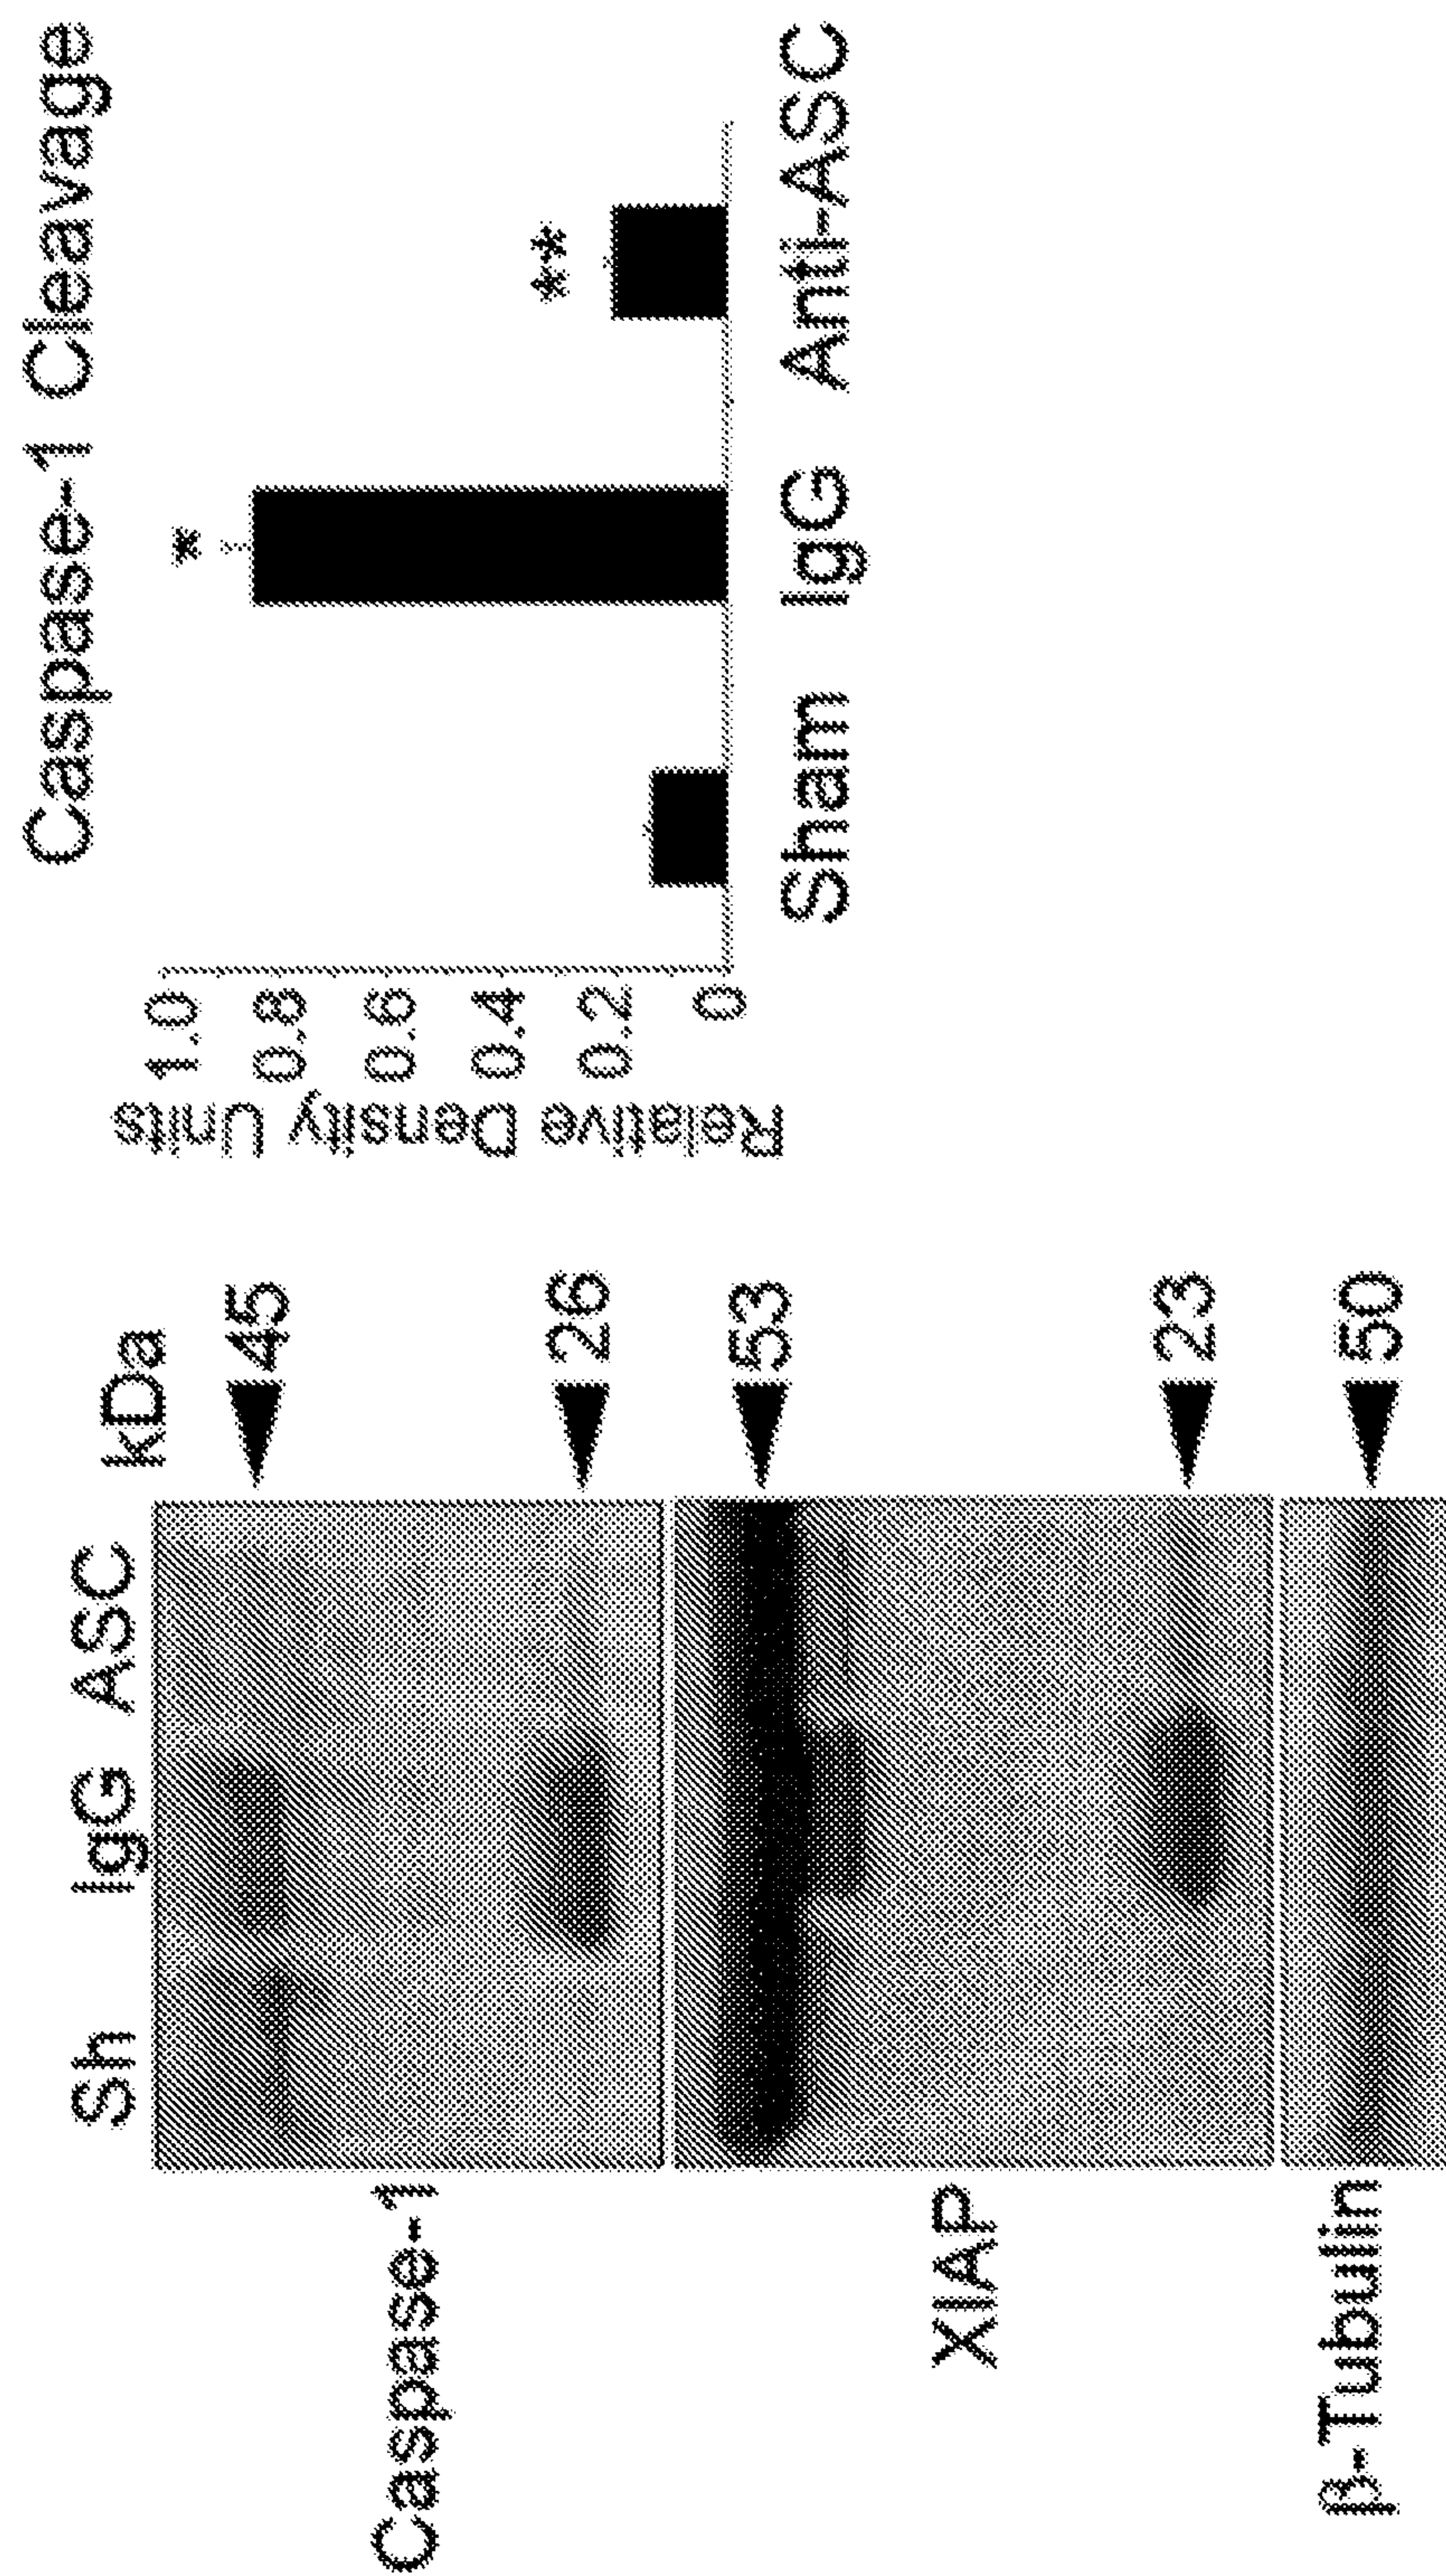 Sh IgG ASC
kDa
Caspase-1
45
26
XIAP
53
23
β-Tubulin
50
Caspase-1 Cleavage
Relative Density Units
1.0
0.8
0.6
0.4
0.2
0
*
**
Sham IgG Anti-ASC